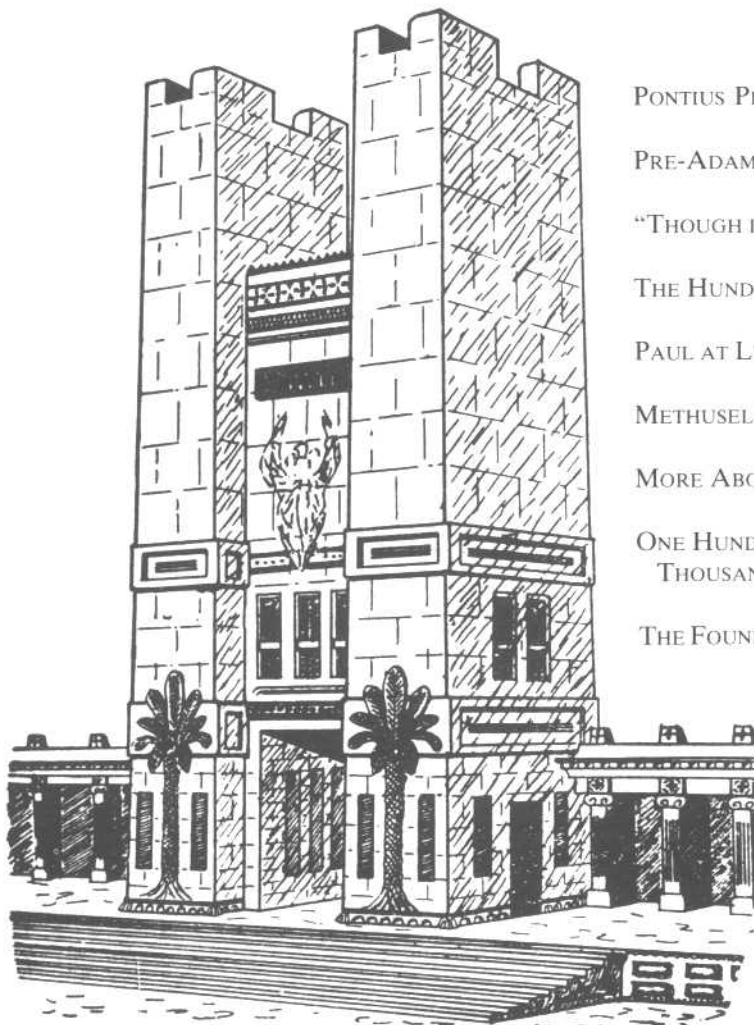 PONTIUS PI
PRE-ADAM
“THOUGH I
THE HUND
PAUL AT L
METHUSEL
MORE ABO
ONE HUND
THOUSAN
THE FOUN